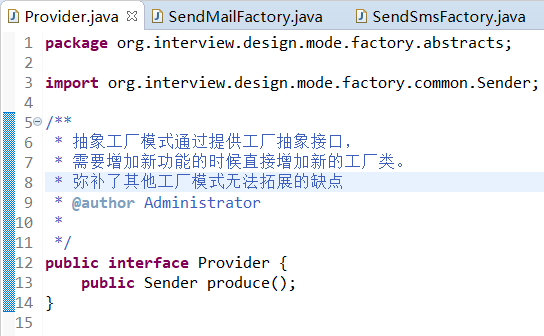 Provider.java SendMailFactory.java SendSmsFactory.java
1 package org.interview.design.mode.factory.abstracts;
2
3 import org.interview.design.mode.factory.common.Sender;
4
5 /**
6 * 抽象工厂模式通过提供工厂抽象接口，
7 * 需要增加新功能的时候直接增加新的工厂类。
8 * 弥补了其他工厂模式无法拓展的缺点
9 * @author Administrator
10 *
11 */
12 public interface Provider {
13 public Sender produce();
14 }
15